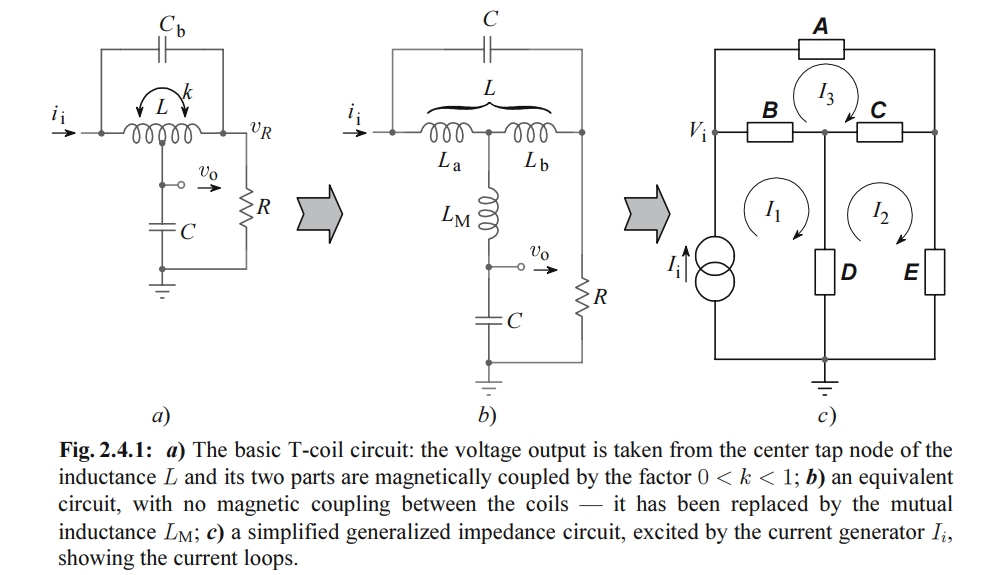 C_b
k
L
i_i
v_R
v_o
R
C
a)
C
L
i_i
L_a
L_b
L_M
v_o
R
C
b)
A
I_3
B
C
V_i
I_1
I_2
I_i
D
E
c)
Fig. 2.4.1: a) The basic T-coil circuit: the voltage output is taken from the center tap node of the
inductance L and its two parts are magnetically coupled by the factor 0 < k < 1; b) an equivalent
circuit, with no magnetic coupling between the coils — it has been replaced by the mutual
inductance L_M; c) a simplified generalized impedance circuit, excited by the current generator I_i,
showing the current loops.